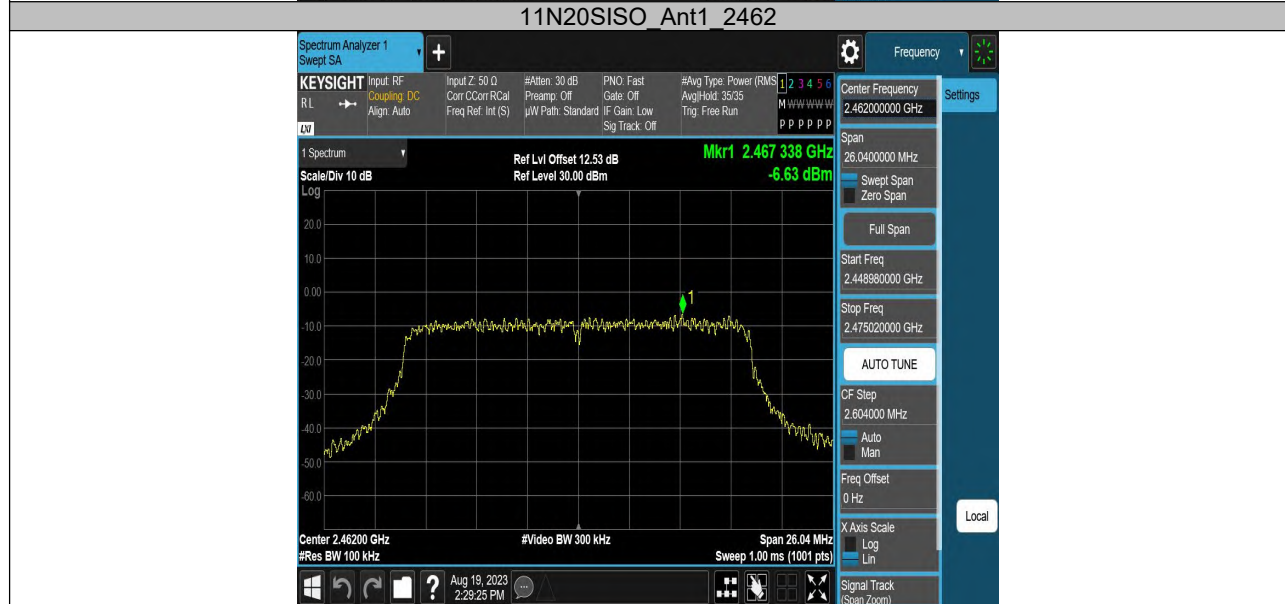 11N20SISO_Ant1_2462
Spectrum Analyzer 1
Swept SA
+
Frequency
KEYSIGHT
Input: RF
Input Z: 50 Ω
#Atten: 30 dB
PNO: Fast
#Avg Type: Power (RMS
1 2 3 4 5 6
RL
Coupling: DC
Corr CCorr RCal
Preamp: Off
Gate: Off
Avg|Hold: 35/35
M W W W W W
Align: Auto
Freq Ref: Int (S)
µW Path: Standard
IF Gain: Low
Trig: Free Run
LXI
Sig Track: Off
P P P P P P
1 Spectrum
Ref Lvl Offset 12.53 dB
Mkr1 2.467 338 GHz
Scale/Div 10 dB
Ref Level 30.00 dBm
-6.63 dBm
Log
20.0
10.0
0.00
-10.0
-20.0
-30.0
-40.0
-50.0
-60.0
1
Center 2.46200 GHz
#Video BW 300 kHz
Span 26.04 MHz
#Res BW 100 kHz
Sweep 1.00 ms (1001 pts)
Center Frequency
2.462000000 GHz
Settings
Span
26.0400000 MHz
Swept Span
Zero Span
Full Span
Start Freq
2.448980000 GHz
Stop Freq
2.475020000 GHz
AUTO TUNE
CF Step
2.604000 MHz
Auto
Man
Freq Offset
0 Hz
Local
X Axis Scale
Log
Lin
Signal Track
(Span Zoom)
?
Aug 19, 2023
2:29:25 PM